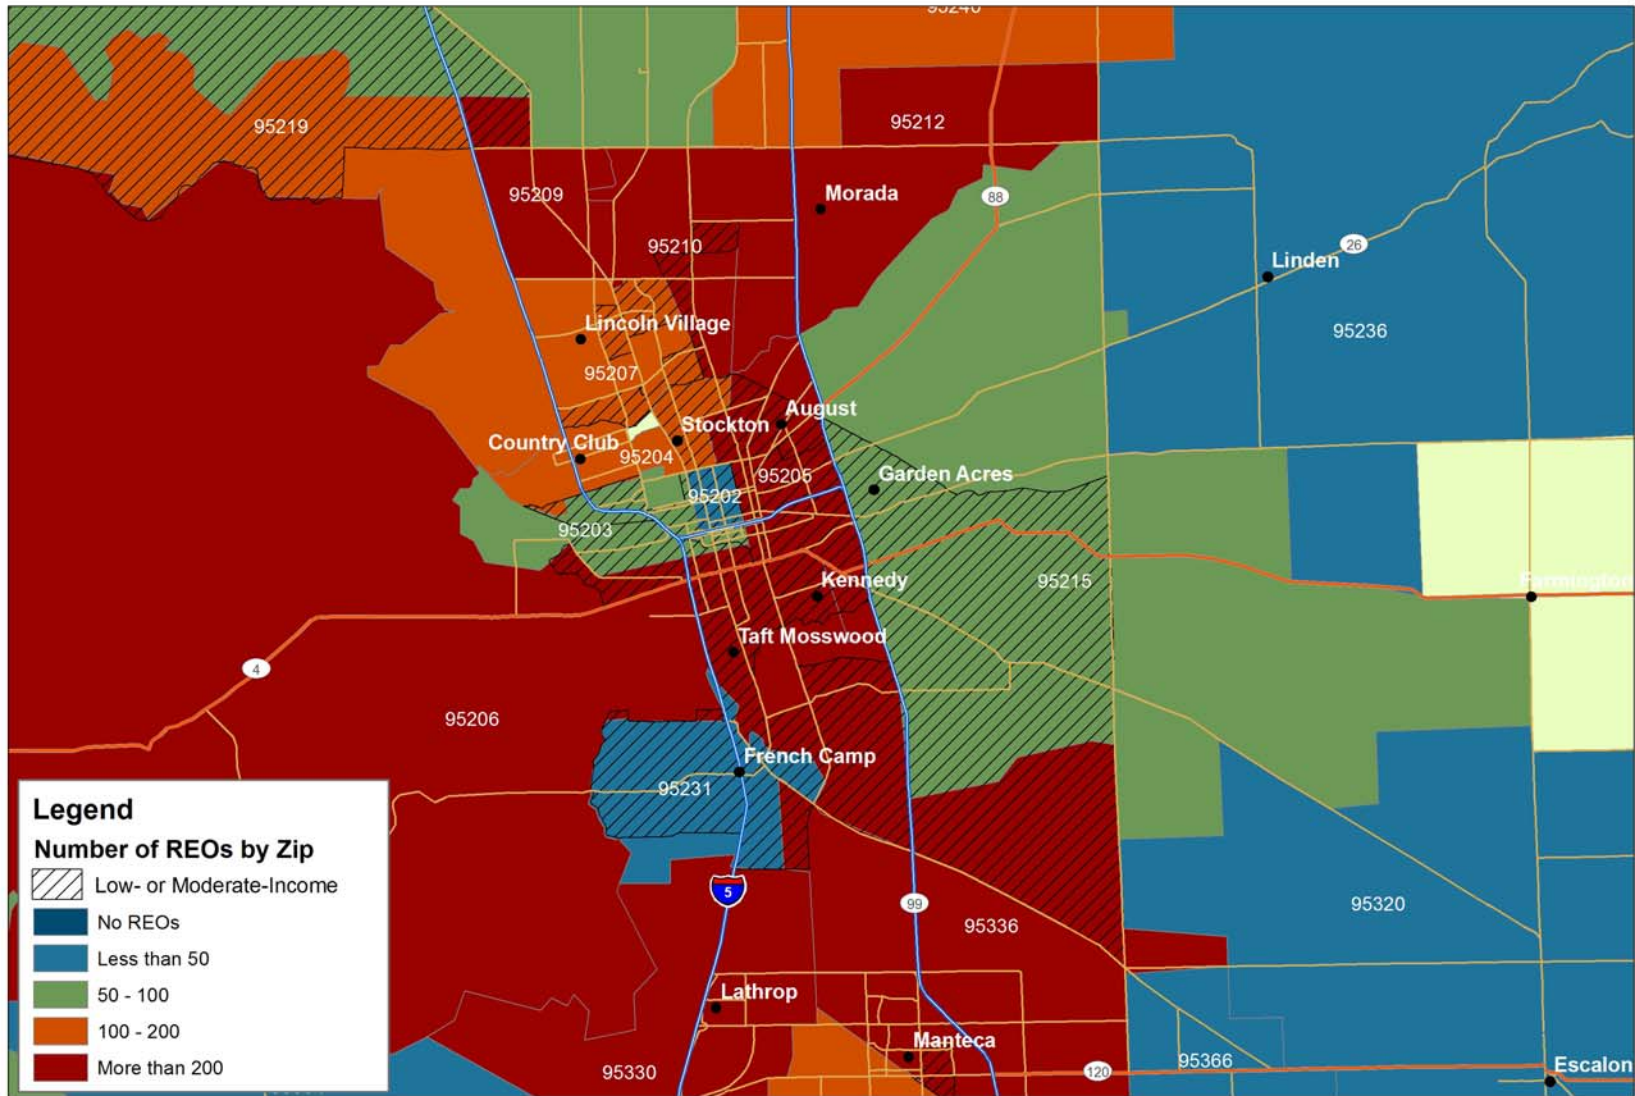 95240
95219
95212
95209
Morada
88
95210
26
Linden
Lincoln Village
95236
95207
August
Stockton
Country Club
95204
Garden Acres
95205
95202
95203
Kennedy
95215
Farmington
Taft Mosswood
4
95206
French Camp
95231
5
99
95320
95336
Lathrop
Manteca
95366
Escalon
95330
120
Legend
Number of REOs by Zip
Low- or Moderate-Income
No REOs
Less than 50
50 - 100
100 - 200
More than 200